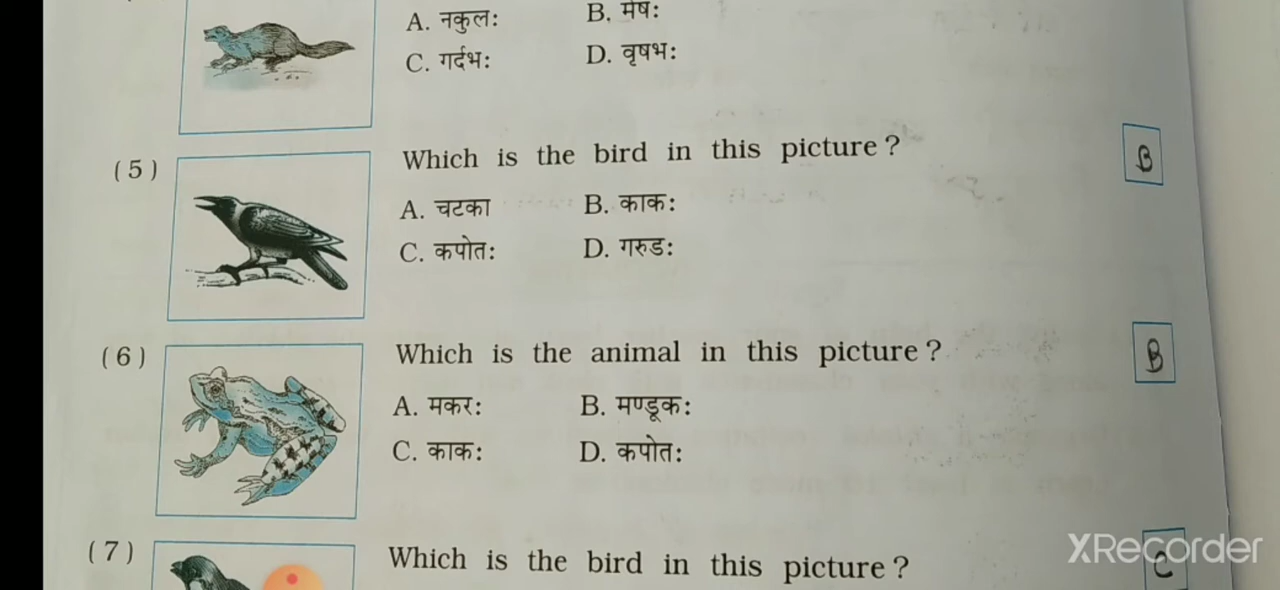 A. नकुलः B. मेषः
C. गर्दभः D. वृषभः
(5) Which is the bird in this picture ? B
A. चटका B. काकः
C. कपोतः D. गरुडः
(6) Which is the animal in this picture ? B
A. मकरः B. मण्डूकः
C. काकः D. कपोतः
(7) Which is the bird in this picture ? C
XRecorder